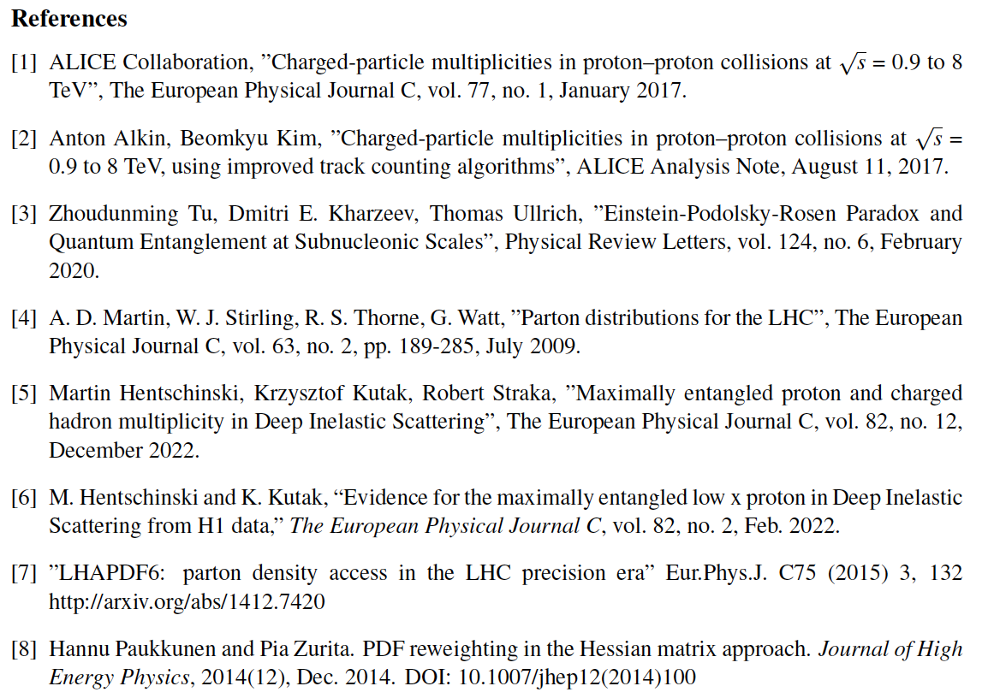 References
[1] ALICE Collaboration, ”Charged-particle multiplicities in proton–proton collisions at √s = 0.9 to 8
TeV”, The European Physical Journal C, vol. 77, no. 1, January 2017.
[2] Anton Alkin, Beomkyu Kim, ”Charged-particle multiplicities in proton–proton collisions at √s =
0.9 to 8 TeV, using improved track counting algorithms”, ALICE Analysis Note, August 11, 2017.
[3] Zhoudunming Tu, Dmitri E. Kharzeev, Thomas Ullrich, ”Einstein-Podolsky-Rosen Paradox and
Quantum Entanglement at Subnucleonic Scales”, Physical Review Letters, vol. 124, no. 6, February
2020.
[4] A. D. Martin, W. J. Stirling, R. S. Thorne, G. Watt, ”Parton distributions for the LHC”, The European
Physical Journal C, vol. 63, no. 2, pp. 189-285, July 2009.
[5] Martin Hentschinski, Krzysztof Kutak, Robert Straka, ”Maximally entangled proton and charged
hadron multiplicity in Deep Inelastic Scattering”, The European Physical Journal C, vol. 82, no. 12,
December 2022.
[6] M. Hentschinski and K. Kutak, “Evidence for the maximally entangled low x proton in Deep Inelastic
Scattering from H1 data,” The European Physical Journal C, vol. 82, no. 2, Feb. 2022.
[7] ”LHAPDF6: parton density access in the LHC precision era” Eur.Phys.J. C75 (2015) 3, 132
http://arxiv.org/abs/1412.7420
[8] Hannu Paukkunen and Pia Zurita. PDF reweighting in the Hessian matrix approach. Journal of High
Energy Physics, 2014(12), Dec. 2014. DOI: 10.1007/jhep12(2014)100